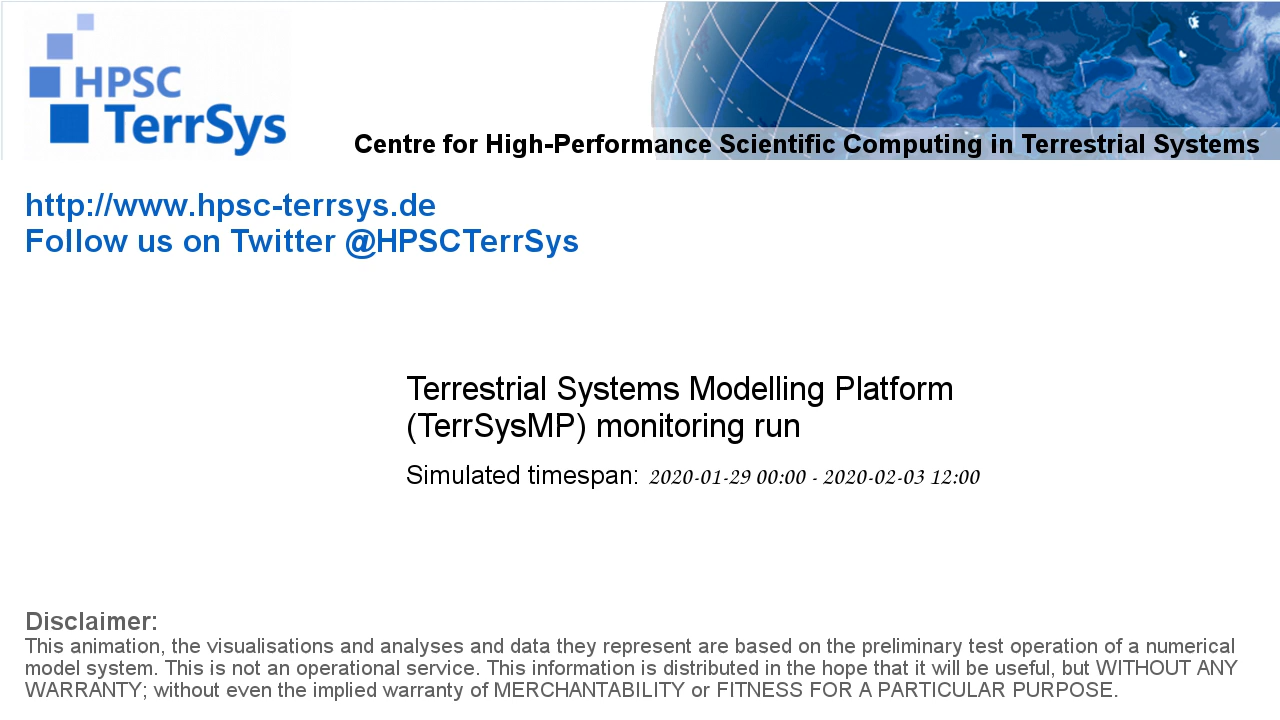 HPSC
TerrSys
Centre for High-Performance Scientific Computing in Terrestrial Systems
http://www.hpsc-terrsys.de
Follow us on Twitter @HPSCTerrSys
Terrestrial Systems Modelling Platform
(TerrSysMP) monitoring run
Simulated timespan: 2020-01-29 00:00 - 2020-02-03 12:00
Disclaimer:
This animation, the visualisations and analyses and data they represent are based on the preliminary test operation of a numerical
model system. This is not an operational service. This information is distributed in the hope that it will be useful, but WITHOUT ANY
WARRANTY; without even the implied warranty of MERCHANTABILITY or FITNESS FOR A PARTICULAR PURPOSE.